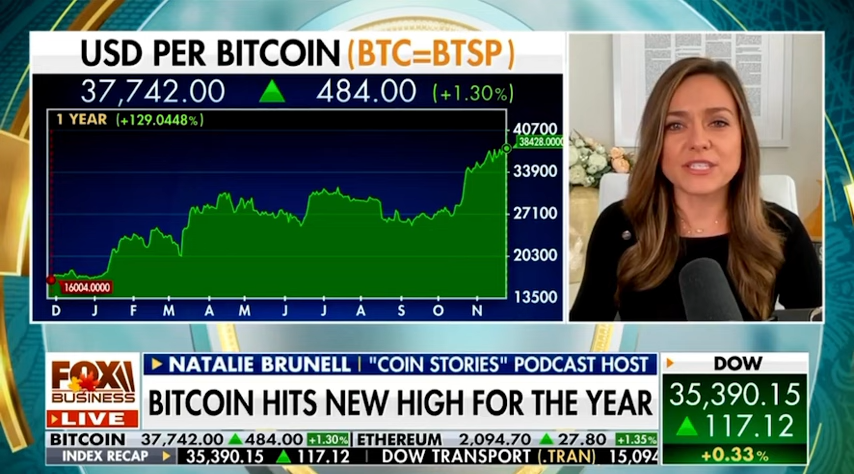 USD PER BITCOIN (BTC=BTSP)
37,742.00 ▲ 484.00 (+1.30%)
1 YEAR (+129.0448%)
40700
38428.0000
33900
27100
20300
16004.0000
13500
D J F M A M J J A S O N
NATALIE BRUNELL | "COIN STORIES" PODCAST HOST
FOX
BUSINESS
LIVE
BITCOIN HITS NEW HIGH FOR THE YEAR
DOW
35,390.15
▲ 117.12
+0.33%
BITCOIN 37,742.00 ▲ 484.00 +1.30% ETHEREUM 2,094.70 ▲ 27.80 +1.35%
INDEX RECAP 35,390.15 ▲ 117.12 DOW TRANSPORT (.TRAN) 15,094